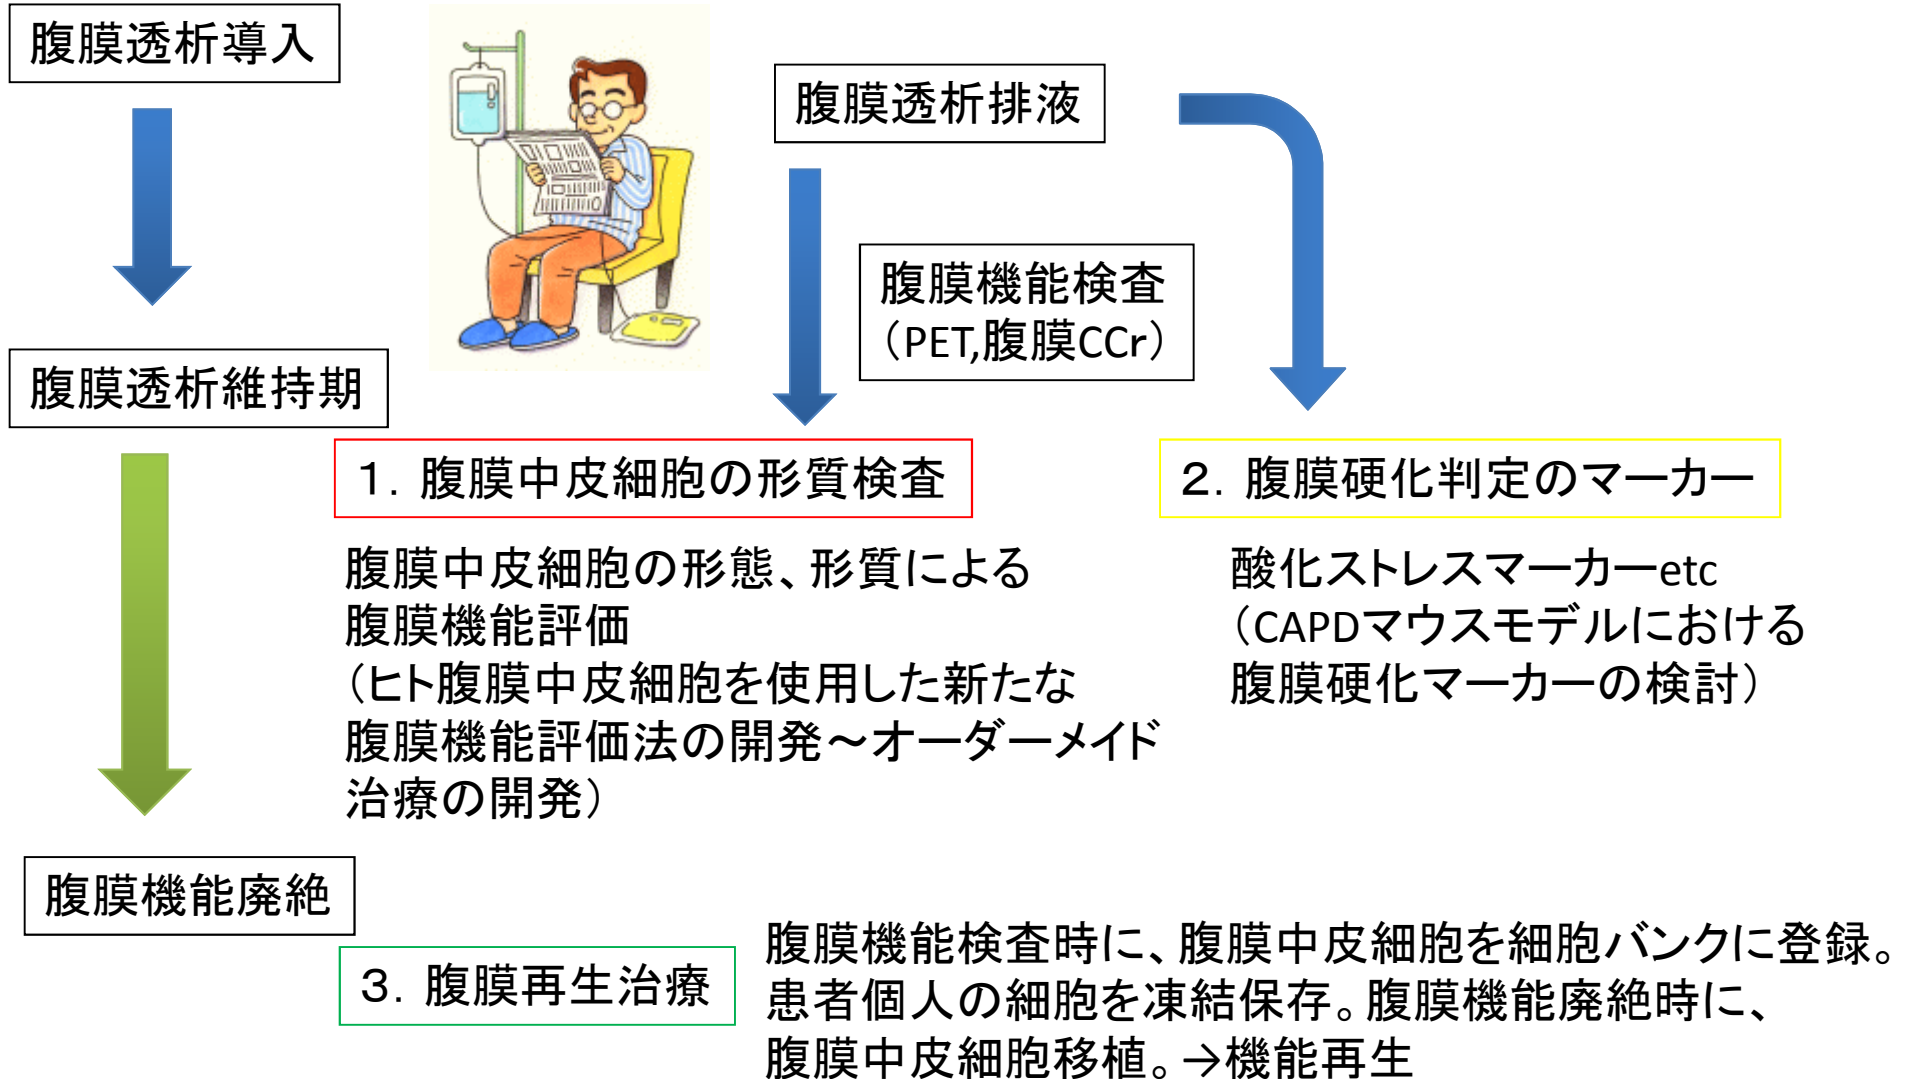 腹膜透析導入
腹膜透析排液
腹膜機能検査
（PET,腹膜CCr）
腹膜透析維持期
１．腹膜中皮細胞の形質検査
２．腹膜硬化判定のマーカー
腹膜中皮細胞の形態、形質による
腹膜機能評価
（ヒト腹膜中皮細胞を使用した新たな
腹膜機能評価法の開発～オーダーメイド
治療の開発）
酸化ストレスマーカーetc
（CAPDマウスモデルにおける
腹膜硬化マーカーの検討）
腹膜機能廃絶
３．腹膜再生治療
腹膜機能検査時に、腹膜中皮細胞を細胞バンクに登録。
患者個人の細胞を凍結保存。腹膜機能廃絶時に、
腹膜中皮細胞移植。→機能再生